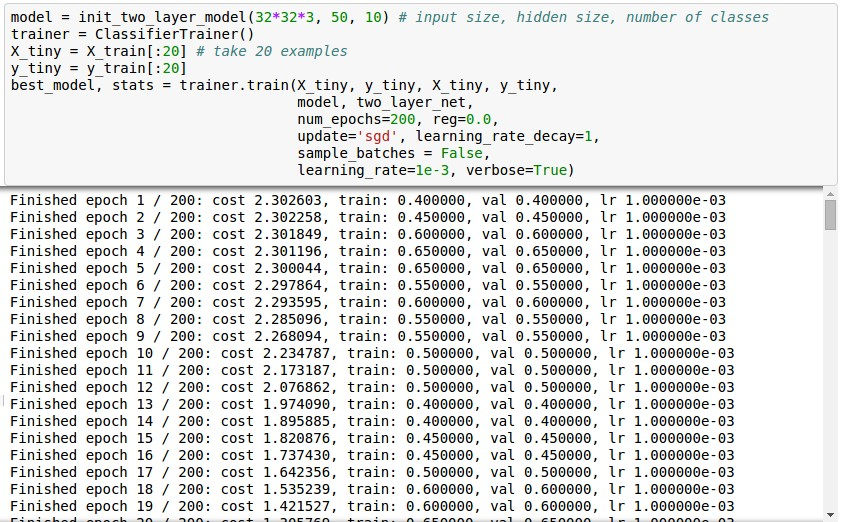 model = init_two_layer_model(32*32*3, 50, 10) # input size, hidden size, number of classes
trainer = ClassifierTrainer()
X_tiny = X_train[:20] # take 20 examples
y_tiny = y_train[:20]
best_model, stats = trainer.train(X_tiny, y_tiny, X_tiny, y_tiny,
model, two_layer_net,
num_epochs=200, reg=0.0,
update='sgd', learning_rate_decay=1,
sample_batches = False,
learning_rate=1e-3, verbose=True)
Finished epoch 1 / 200: cost 2.302603, train: 0.400000, val 0.400000, lr 1.000000e-03
Finished epoch 2 / 200: cost 2.302258, train: 0.450000, val 0.450000, lr 1.000000e-03
Finished epoch 3 / 200: cost 2.301849, train: 0.600000, val 0.600000, lr 1.000000e-03
Finished epoch 4 / 200: cost 2.301196, train: 0.650000, val 0.650000, lr 1.000000e-03
Finished epoch 5 / 200: cost 2.300044, train: 0.650000, val 0.650000, lr 1.000000e-03
Finished epoch 6 / 200: cost 2.297864, train: 0.550000, val 0.550000, lr 1.000000e-03
Finished epoch 7 / 200: cost 2.293595, train: 0.600000, val 0.600000, lr 1.000000e-03
Finished epoch 8 / 200: cost 2.285096, train: 0.550000, val 0.550000, lr 1.000000e-03
Finished epoch 9 / 200: cost 2.268094, train: 0.550000, val 0.550000, lr 1.000000e-03
Finished epoch 10 / 200: cost 2.234787, train: 0.500000, val 0.500000, lr 1.000000e-03
Finished epoch 11 / 200: cost 2.173187, train: 0.500000, val 0.500000, lr 1.000000e-03
Finished epoch 12 / 200: cost 2.076862, train: 0.500000, val 0.500000, lr 1.000000e-03
Finished epoch 13 / 200: cost 1.974090, train: 0.400000, val 0.400000, lr 1.000000e-03
Finished epoch 14 / 200: cost 1.895885, train: 0.400000, val 0.400000, lr 1.000000e-03
Finished epoch 15 / 200: cost 1.820876, train: 0.450000, val 0.450000, lr 1.000000e-03
Finished epoch 16 / 200: cost 1.737430, train: 0.450000, val 0.450000, lr 1.000000e-03
Finished epoch 17 / 200: cost 1.642356, train: 0.500000, val 0.500000, lr 1.000000e-03
Finished epoch 18 / 200: cost 1.535239, train: 0.600000, val 0.600000, lr 1.000000e-03
Finished epoch 19 / 200: cost 1.421527, train: 0.600000, val 0.600000, lr 1.000000e-03